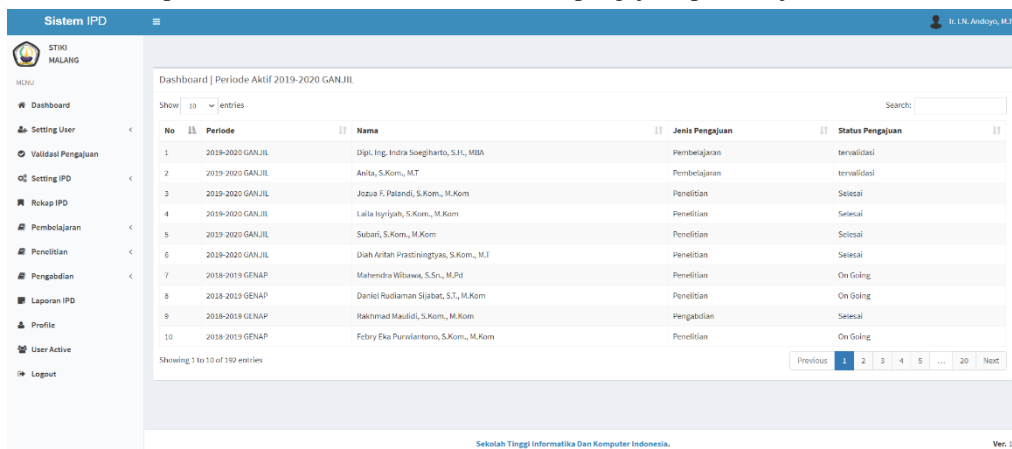 Sistem IPD
Ir. I.N. Andoyo, M.T
STIKI
MALANG
MENU
Dashboard
Setting User
Validasi Pengajuan
Setting IPD
Rekap IPD
Pembelajaran
Penelitian
Pengabdian
Laporan IPD
Profile
User Active
Logout
Dashboard | Periode Aktif 2019-2020 GANJIL
Show 10 entries Search:
No Periode Nama Jenis Pengajuan Status Pengajuan
1 2019-2020 GANJIL Dipl. Ing. Indra Soegiharto, S.H., MBA Pembelajaran tervalidasi
2 2019-2020 GANJIL Anita, S.Kom., M.T Pembelajaran tervalidasi
3 2019-2020 GANJIL Jozua F. Palandi, S.Kom., M.Kom Penelitian Selesai
4 2019-2020 GANJIL Laila Isyriyah, S.Kom., M.Kom Penelitian Selesai
5 2019-2020 GANJIL Subari, S.Kom., M.Kom Penelitian Selesai
6 2019-2020 GANJIL Diah Arifah Prastiningtyas, S.Kom., M.T Penelitian Selesai
7 2018-2019 GENAP Mahendra Wibawa, S.Sn., M.Pd Penelitian On Going
8 2018-2019 GENAP Daniel Rudiaman Sijabat, S.T., M.Kom Penelitian On Going
9 2018-2019 GENAP Rakhmad Maulidi, S.Kom., M.Kom Pengabdian Selesai
10 2018-2019 GENAP Febry Eka Purwiantono, S.Kom., M.Kom Penelitian On Going
Showing 1 to 10 of 192 entries Previous 1 2 3 4 5 … 20 Next
Sekolah Tinggi Informatika Dan Komputer Indonesia. Ver. 1